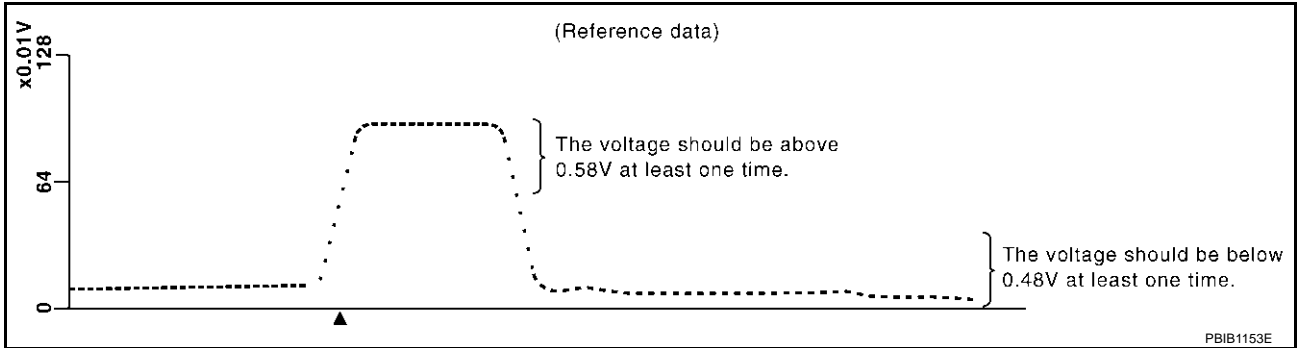 (Reference data)
x0.01V
128
64
0
The voltage should be above
0.58V at least one time.
The voltage should be below
0.48V at least one time.
PBIB1153E